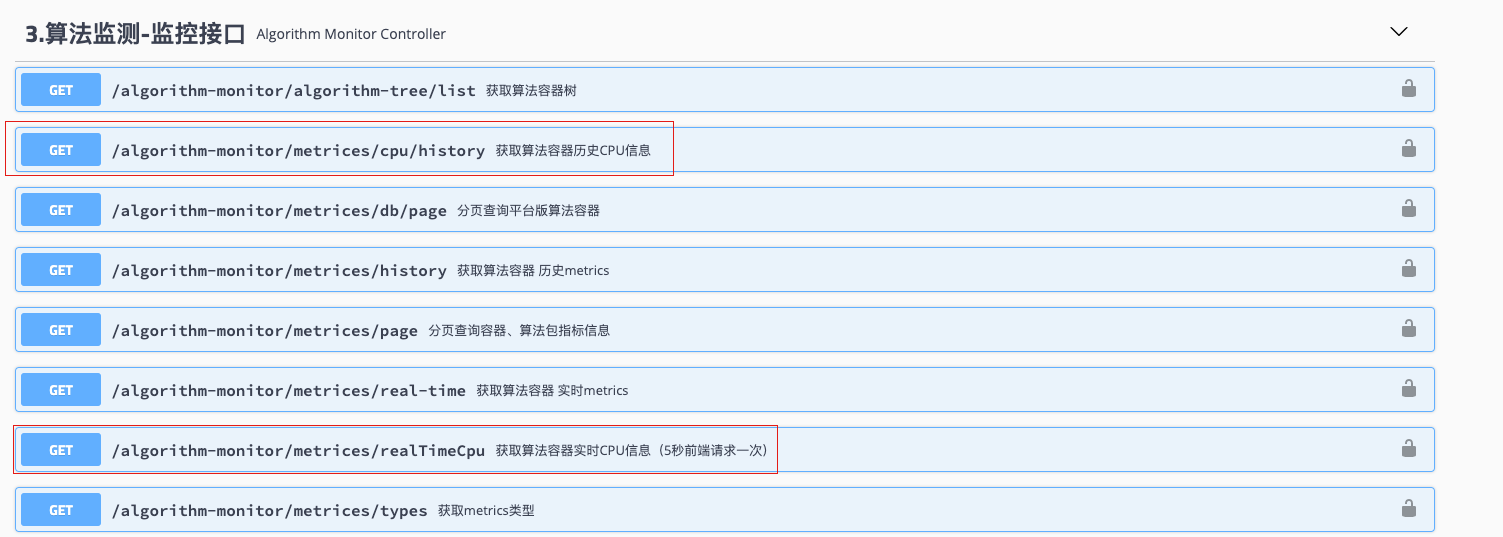 3.算法监测-监控接口 Algorithm Monitor Controller
GET /algorithm-monitor/algorithm-tree/list 获取算法容器树
GET /algorithm-monitor/metrices/cpu/history 获取算法容器历史CPU信息
GET /algorithm-monitor/metrices/db/page 分页查询平台版算法容器
GET /algorithm-monitor/metrices/history 获取算法容器 历史metrics
GET /algorithm-monitor/metrices/page 分页查询容器、算法包指标信息
GET /algorithm-monitor/metrices/real-time 获取算法容器 实时metrics
GET /algorithm-monitor/metrices/realTimeCpu 获取算法容器实时CPU信息（5秒前端请求一次）
GET /algorithm-monitor/metrices/types 获取metrics类型